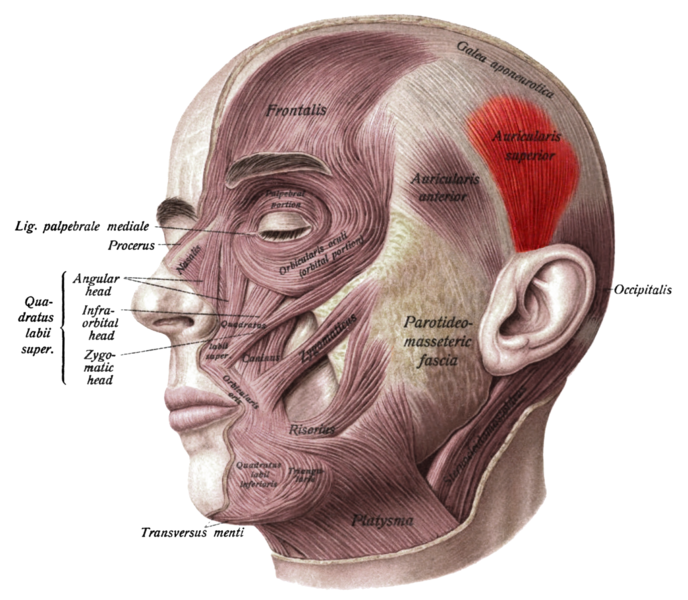 Galea aponeurotica
Frontalis
Auricularis
superior
Auricularis
anterior
Palpebral
portion
Lig. palpebrale mediale
Procerus
Nasalis
Orbicularis oculi
(orbital portion)
Angular
head
Qua-
dratus
labii
super.
Infra-
orbital
head
Zygo-
matic
head
Occipitalis
Quadratus
labii
super
Caninus
Zygomaticus
Parotideo-
masseteric
fascia
Orbicularis
oris
Risorius
Sternocleidomastoideus
Quadratus
labii
inferioris
Triangu-
laris
Platysma
Transversus menti